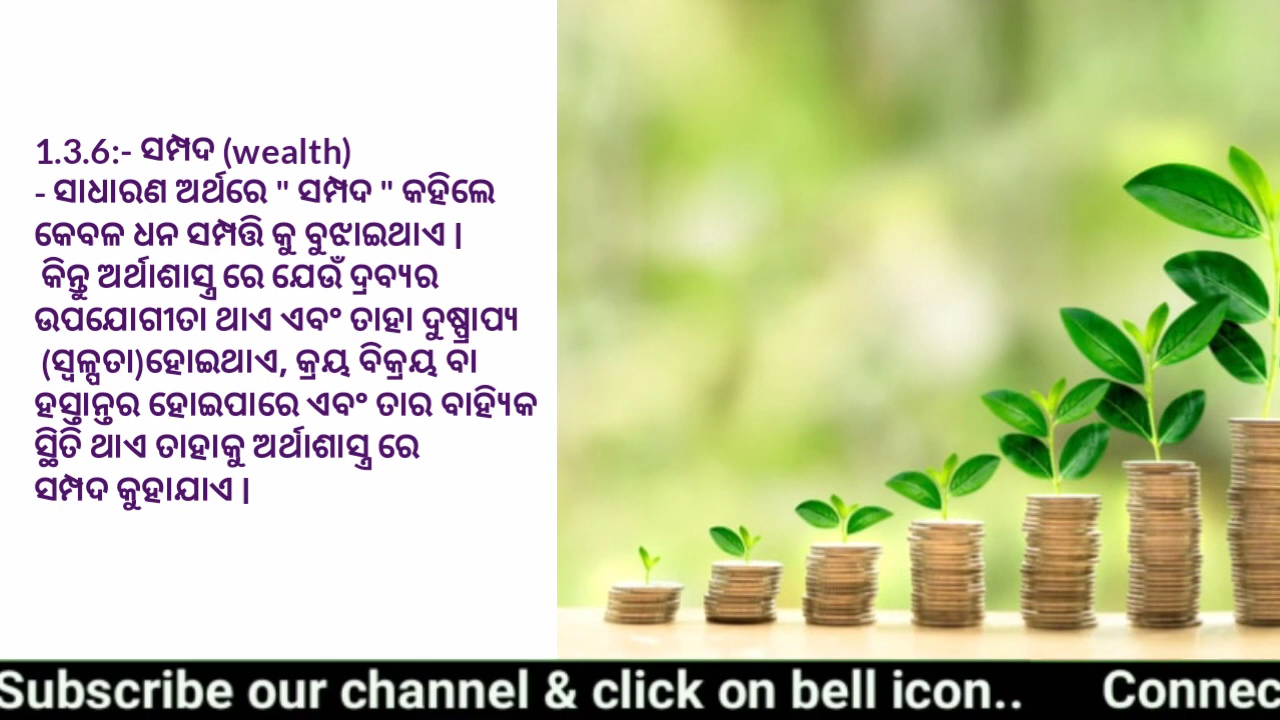 1.3.6:- ସମ୍ପଦ (wealth)
- ସାଧାରଣ ଅର୍ଥରେ " ସମ୍ପଦ " କହିଲେ
କେବଳ ଧନ ସମ୍ପତ୍ତି କୁ ବୁଝାଇଥାଏ |
କିନ୍ତୁ ଅର୍ଥାଶାସ୍ତ୍ର ରେ ଯେଉଁ ଦ୍ରବ୍ୟର
ଉପଯୋଗୀତା ଥାଏ ଏବଂ ତାହା ଦୁଷ୍ପ୍ରାପ୍ୟ
(ସ୍ୱଳ୍ପତା)ହୋଇଥାଏ, କ୍ରୟ ବିକ୍ରୟ ବା
ହସ୍ତାନ୍ତର ହୋଇପାରେ ଏବଂ ତାର ବାହ୍ୟିକ
ସ୍ଥିତି ଥାଏ ତାହାକୁ ଅର୍ଥାଶାସ୍ତ୍ର ରେ
ସମ୍ପଦ କୁହାଯାଏ |
Subscribe our channel & click on bell icon.. Connec